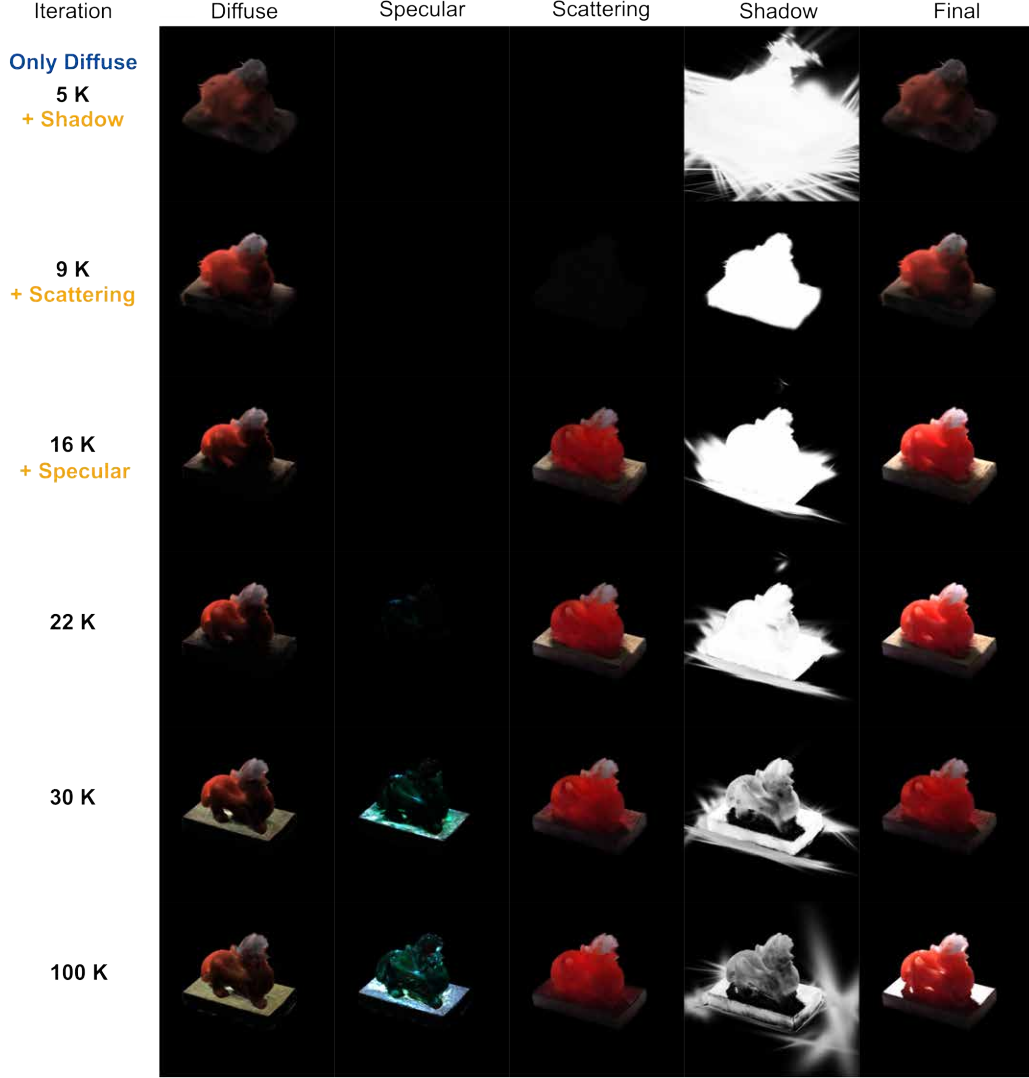 Iteration Diffuse Specular Scattering Shadow Final
Only Diffuse
5 K
+ Shadow
9 K
+ Scattering
16 K
+ Specular
22 K
30 K
100 K